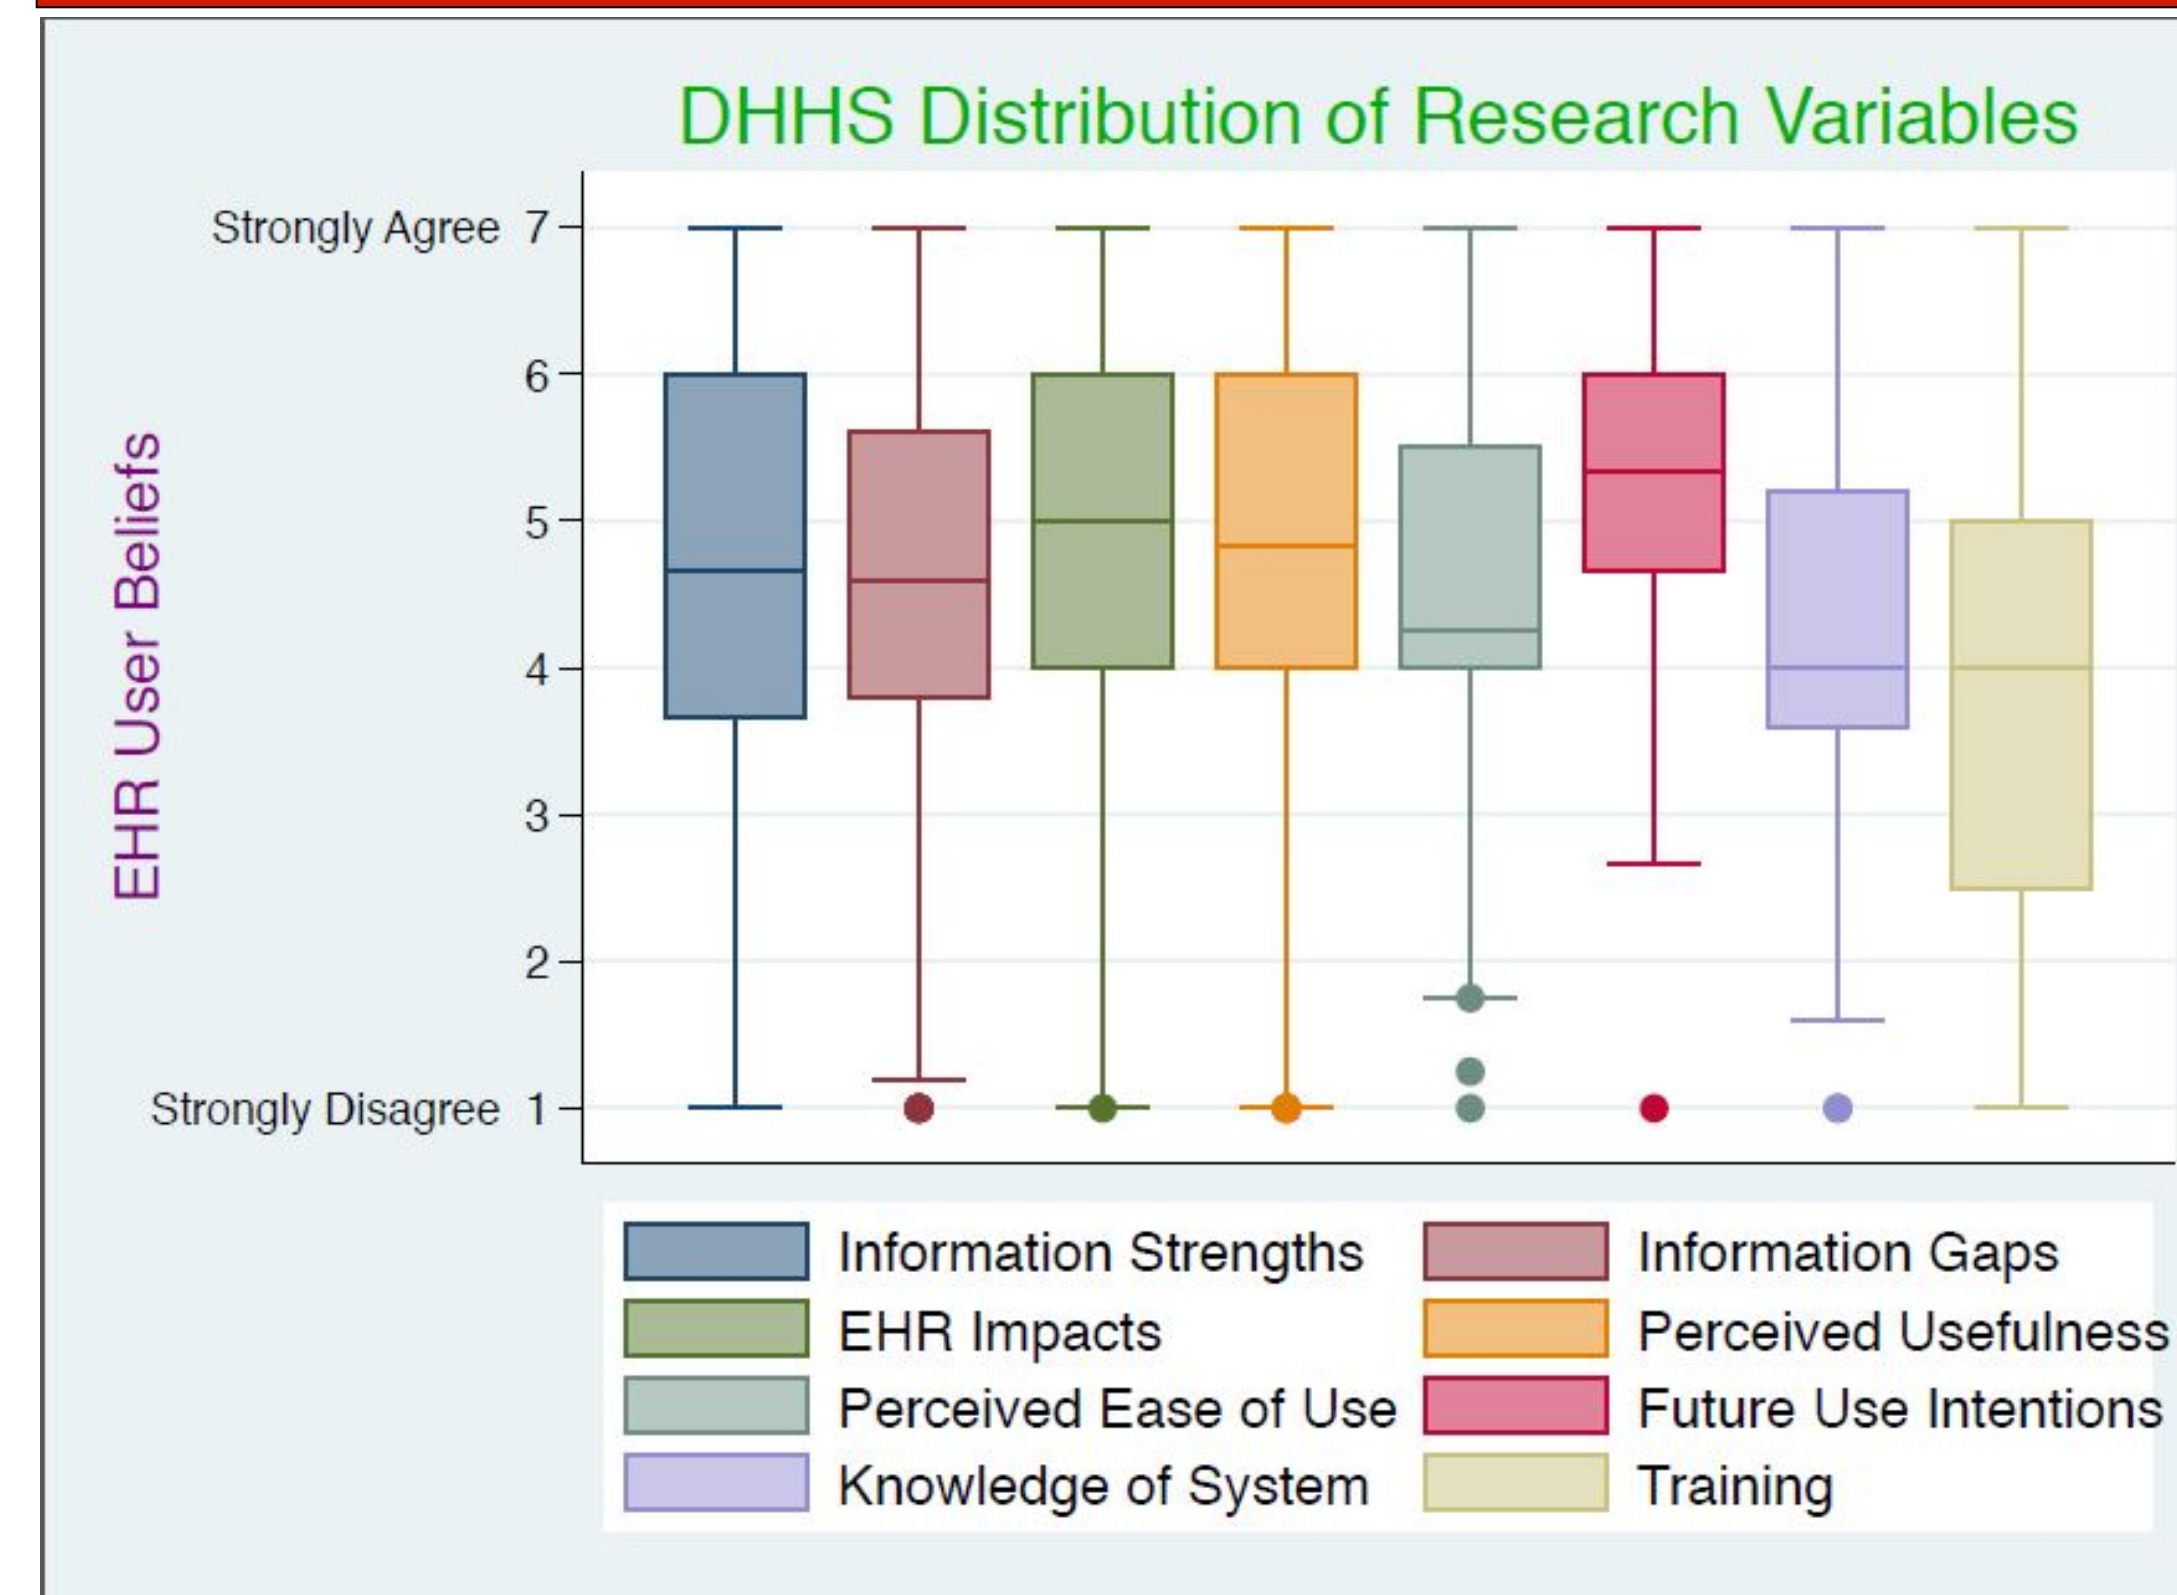 DHHS Distribution of Research Variables
Strongly Agree 7
6
5
4
3
2
Strongly Disagree 1
EHR User Beliefs
Information Strengths
Information Gaps
EHR Impacts
Perceived Usefulness
Perceived Ease of Use
Future Use Intentions
Knowledge of System
Training